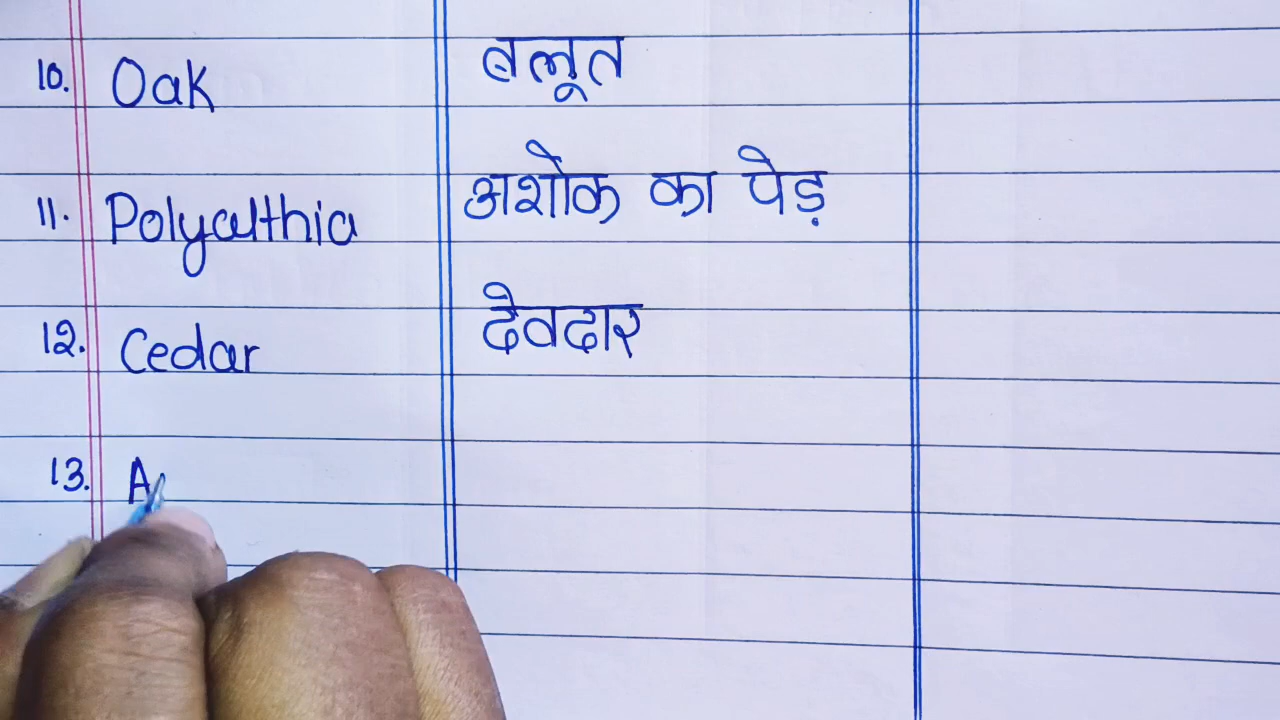 10. Oak बलूत
11. Polyalthia अशोक का पेड़
12. Cedar देवदार
13. A